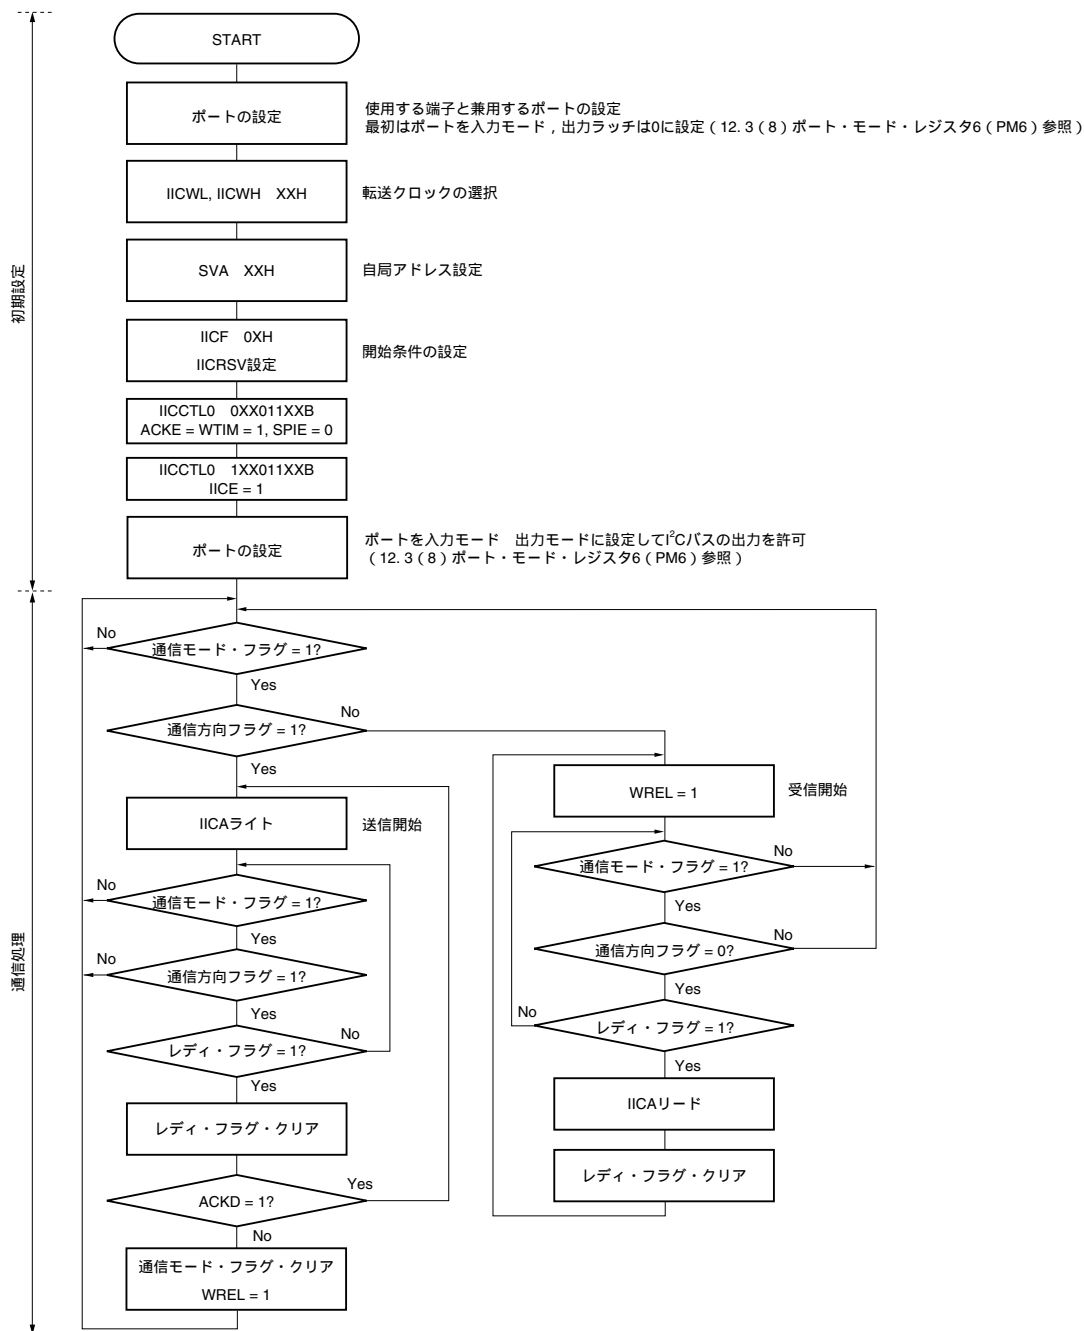 START
ポートの設定
使用する端子と兼用するポートの設定
最初はポートを入力モード,出力ラッチは0に設定(12. 3(8)ポート・モード・レジスタ6(PM6)参照)
IICWL, IICWH XXH
転送クロックの選択
SVA XXH
自局アドレス設定
初期設定
IICF 0XH
IICRSV設定
開始条件の設定
IICCTL0 0XX011XXB
ACKE = WTIM = 1, SPIE = 0
IICCTL0 1XX011XXB
IICE = 1
ポートの設定
ポートを入力モード 出力モードに設定してI²Cバスの出力を許可
(12. 3(8)ポート・モード・レジスタ6(PM6)参照)
通信処理
No
通信モード・フラグ = 1?
Yes
No
通信方向フラグ = 1?
Yes
IICAライト
送信開始
No
通信モード・フラグ = 1?
Yes
No
通信方向フラグ = 1?
Yes
No
レディ・フラグ = 1?
Yes
レディ・フラグ・クリア
Yes
ACKD = 1?
No
通信モード・フラグ・クリア
WREL = 1
WREL = 1
受信開始
No
通信モード・フラグ = 1?
Yes
No
通信方向フラグ = 0?
Yes
No
レディ・フラグ = 1?
Yes
IICAリード
レディ・フラグ・クリア